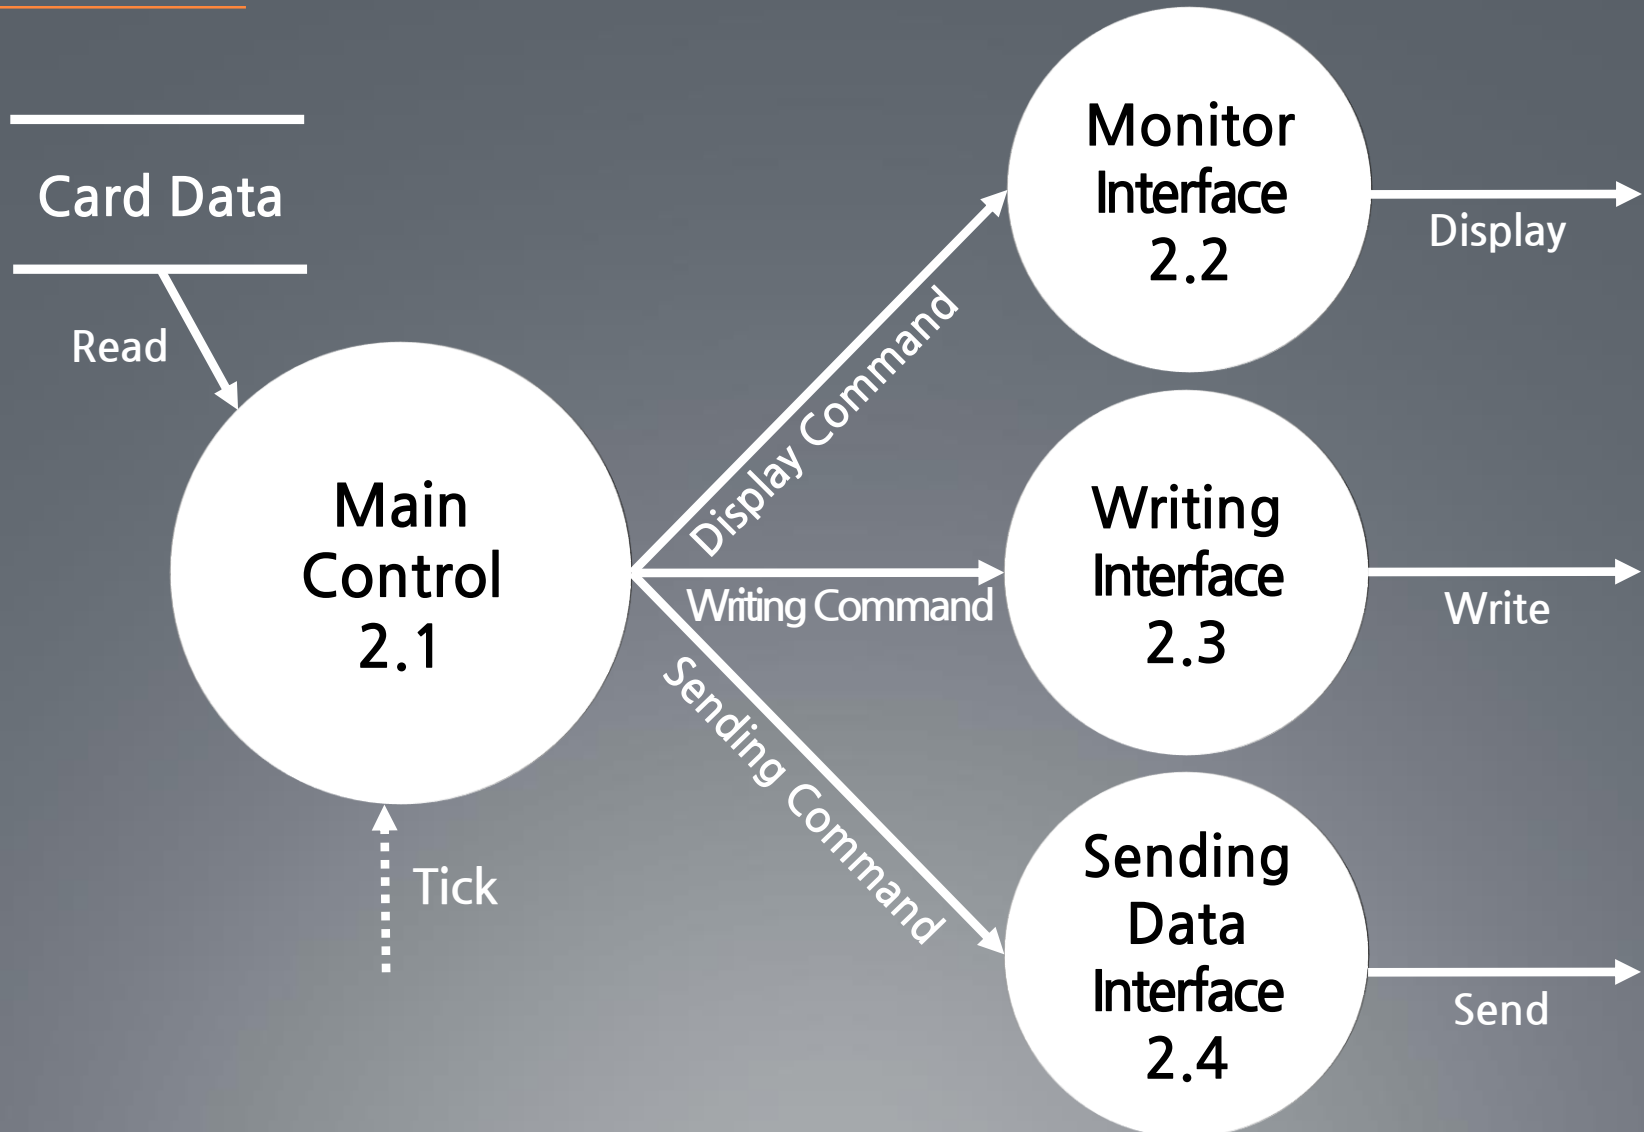 Card Data
Read
Main
Control
2.1
Tick
Display Command
Writing Command
Sending Command
Monitor
Interface
2.2
Display
Writing
Interface
2.3
Write
Sending
Data
Interface
2.4
Send